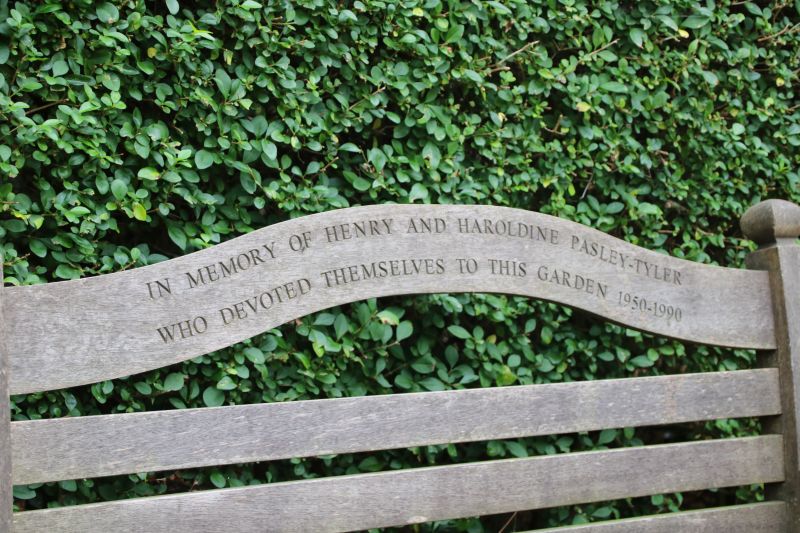 IN MEMORY OF HENRY AND HAROLDINE PASLEY-TYLER
WHO DEVOTED THEMSELVES TO THIS GARDEN 1950-1990